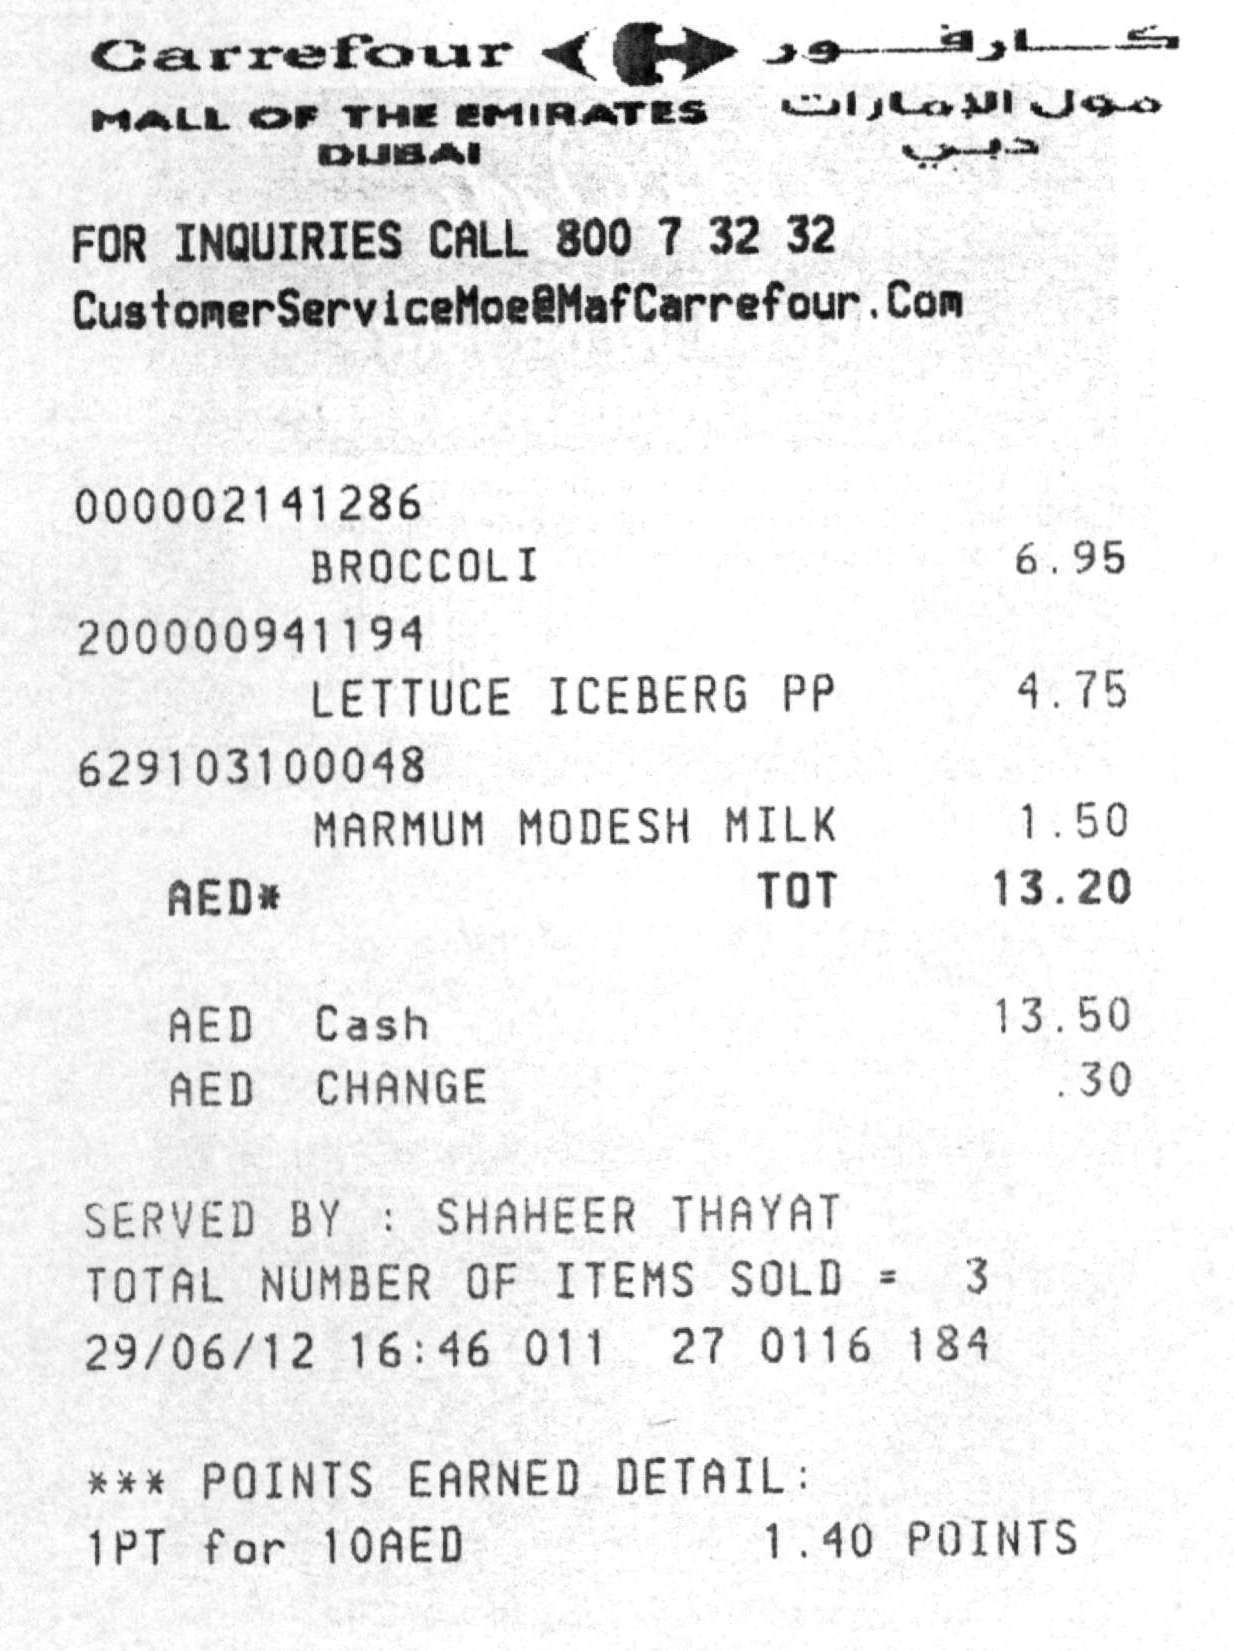 Carrefour كارفور
MALL OF THE EMIRATES مول الإمارات
DUBAI دبي
FOR INQUIRIES CALL 800 7 32 32
CustomerServiceMoe@MafCarrefour.Com
000002141286
BROCCOLI 6.95
200000941194
LETTUCE ICEBERG PP 4.75
629103100048
MARMUM MODESH MILK 1.50
AED* TOT 13.20
AED Cash 13.50
AED CHANGE .30
SERVED BY : SHAHEER THAYAT
TOTAL NUMBER OF ITEMS SOLD = 3
29/06/12 16:46 011 27 0116 184
*** POINTS EARNED DETAIL:
1PT for 10AED 1.40 POINTS